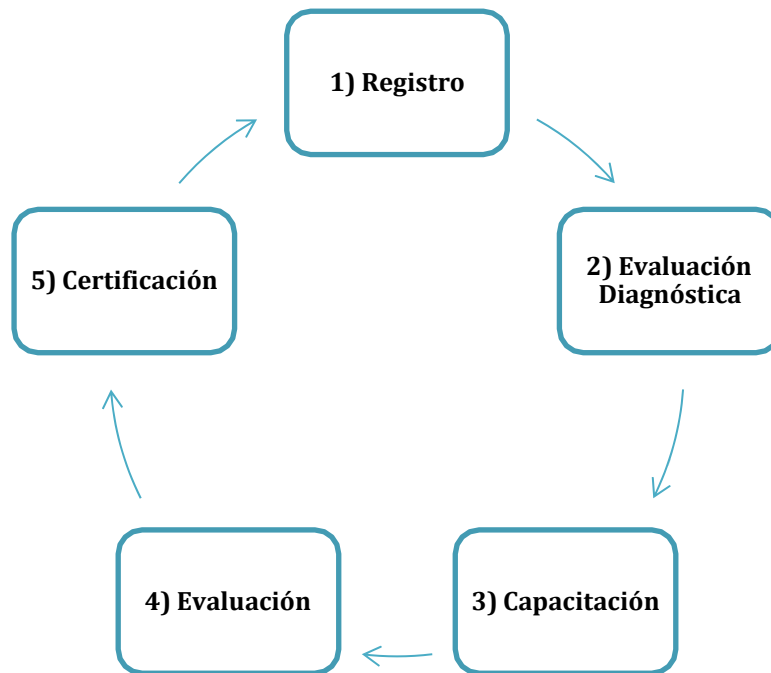 1) Registro
2) Evaluación
Diagnóstica
3) Capacitación
4) Evaluación
5) Certificación